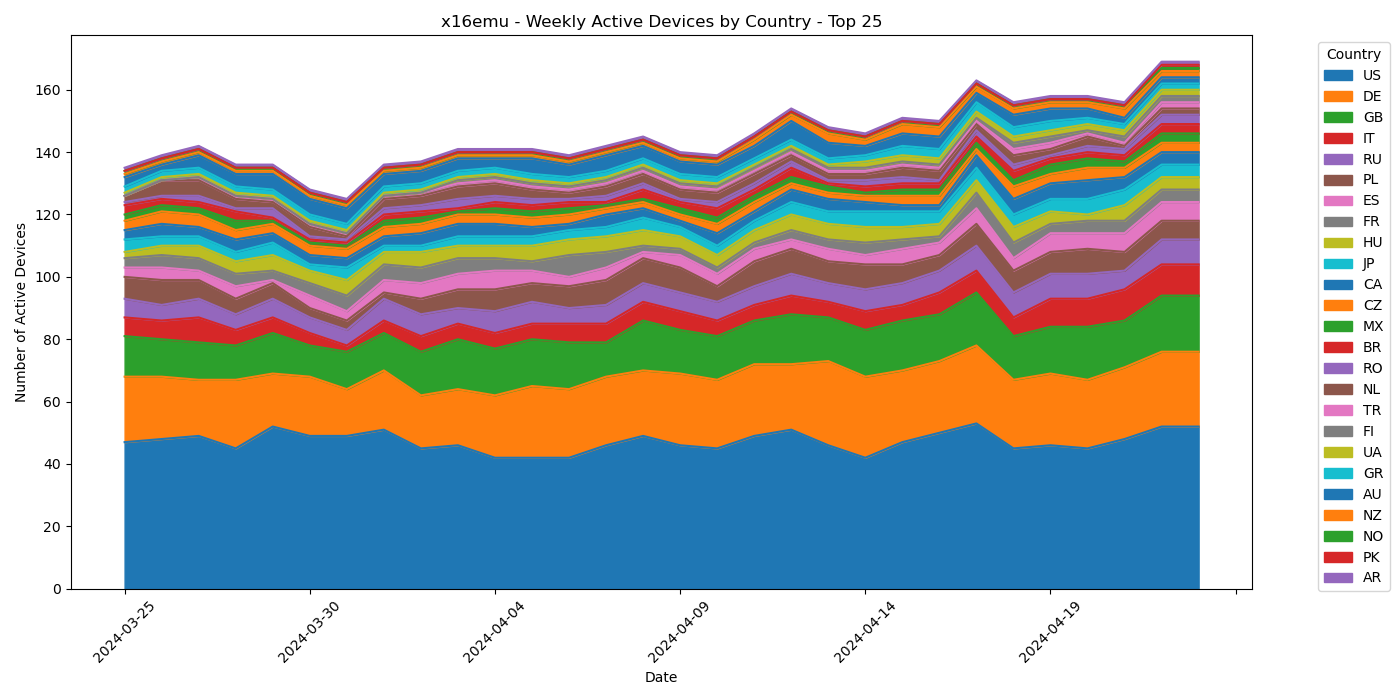 x16emu - Weekly Active Devices by Country - Top 25
Number of Active Devices
160
140
120
100
80
60
40
20
0
2024-03-25
2024-03-30
2024-04-04
2024-04-09
2024-04-14
2024-04-19
Date
Country
US
DE
GB
IT
RU
PL
ES
FR
HU
JP
CA
CZ
MX
BR
RO
NL
TR
FI
UA
GR
AU
NZ
NO
PK
AR